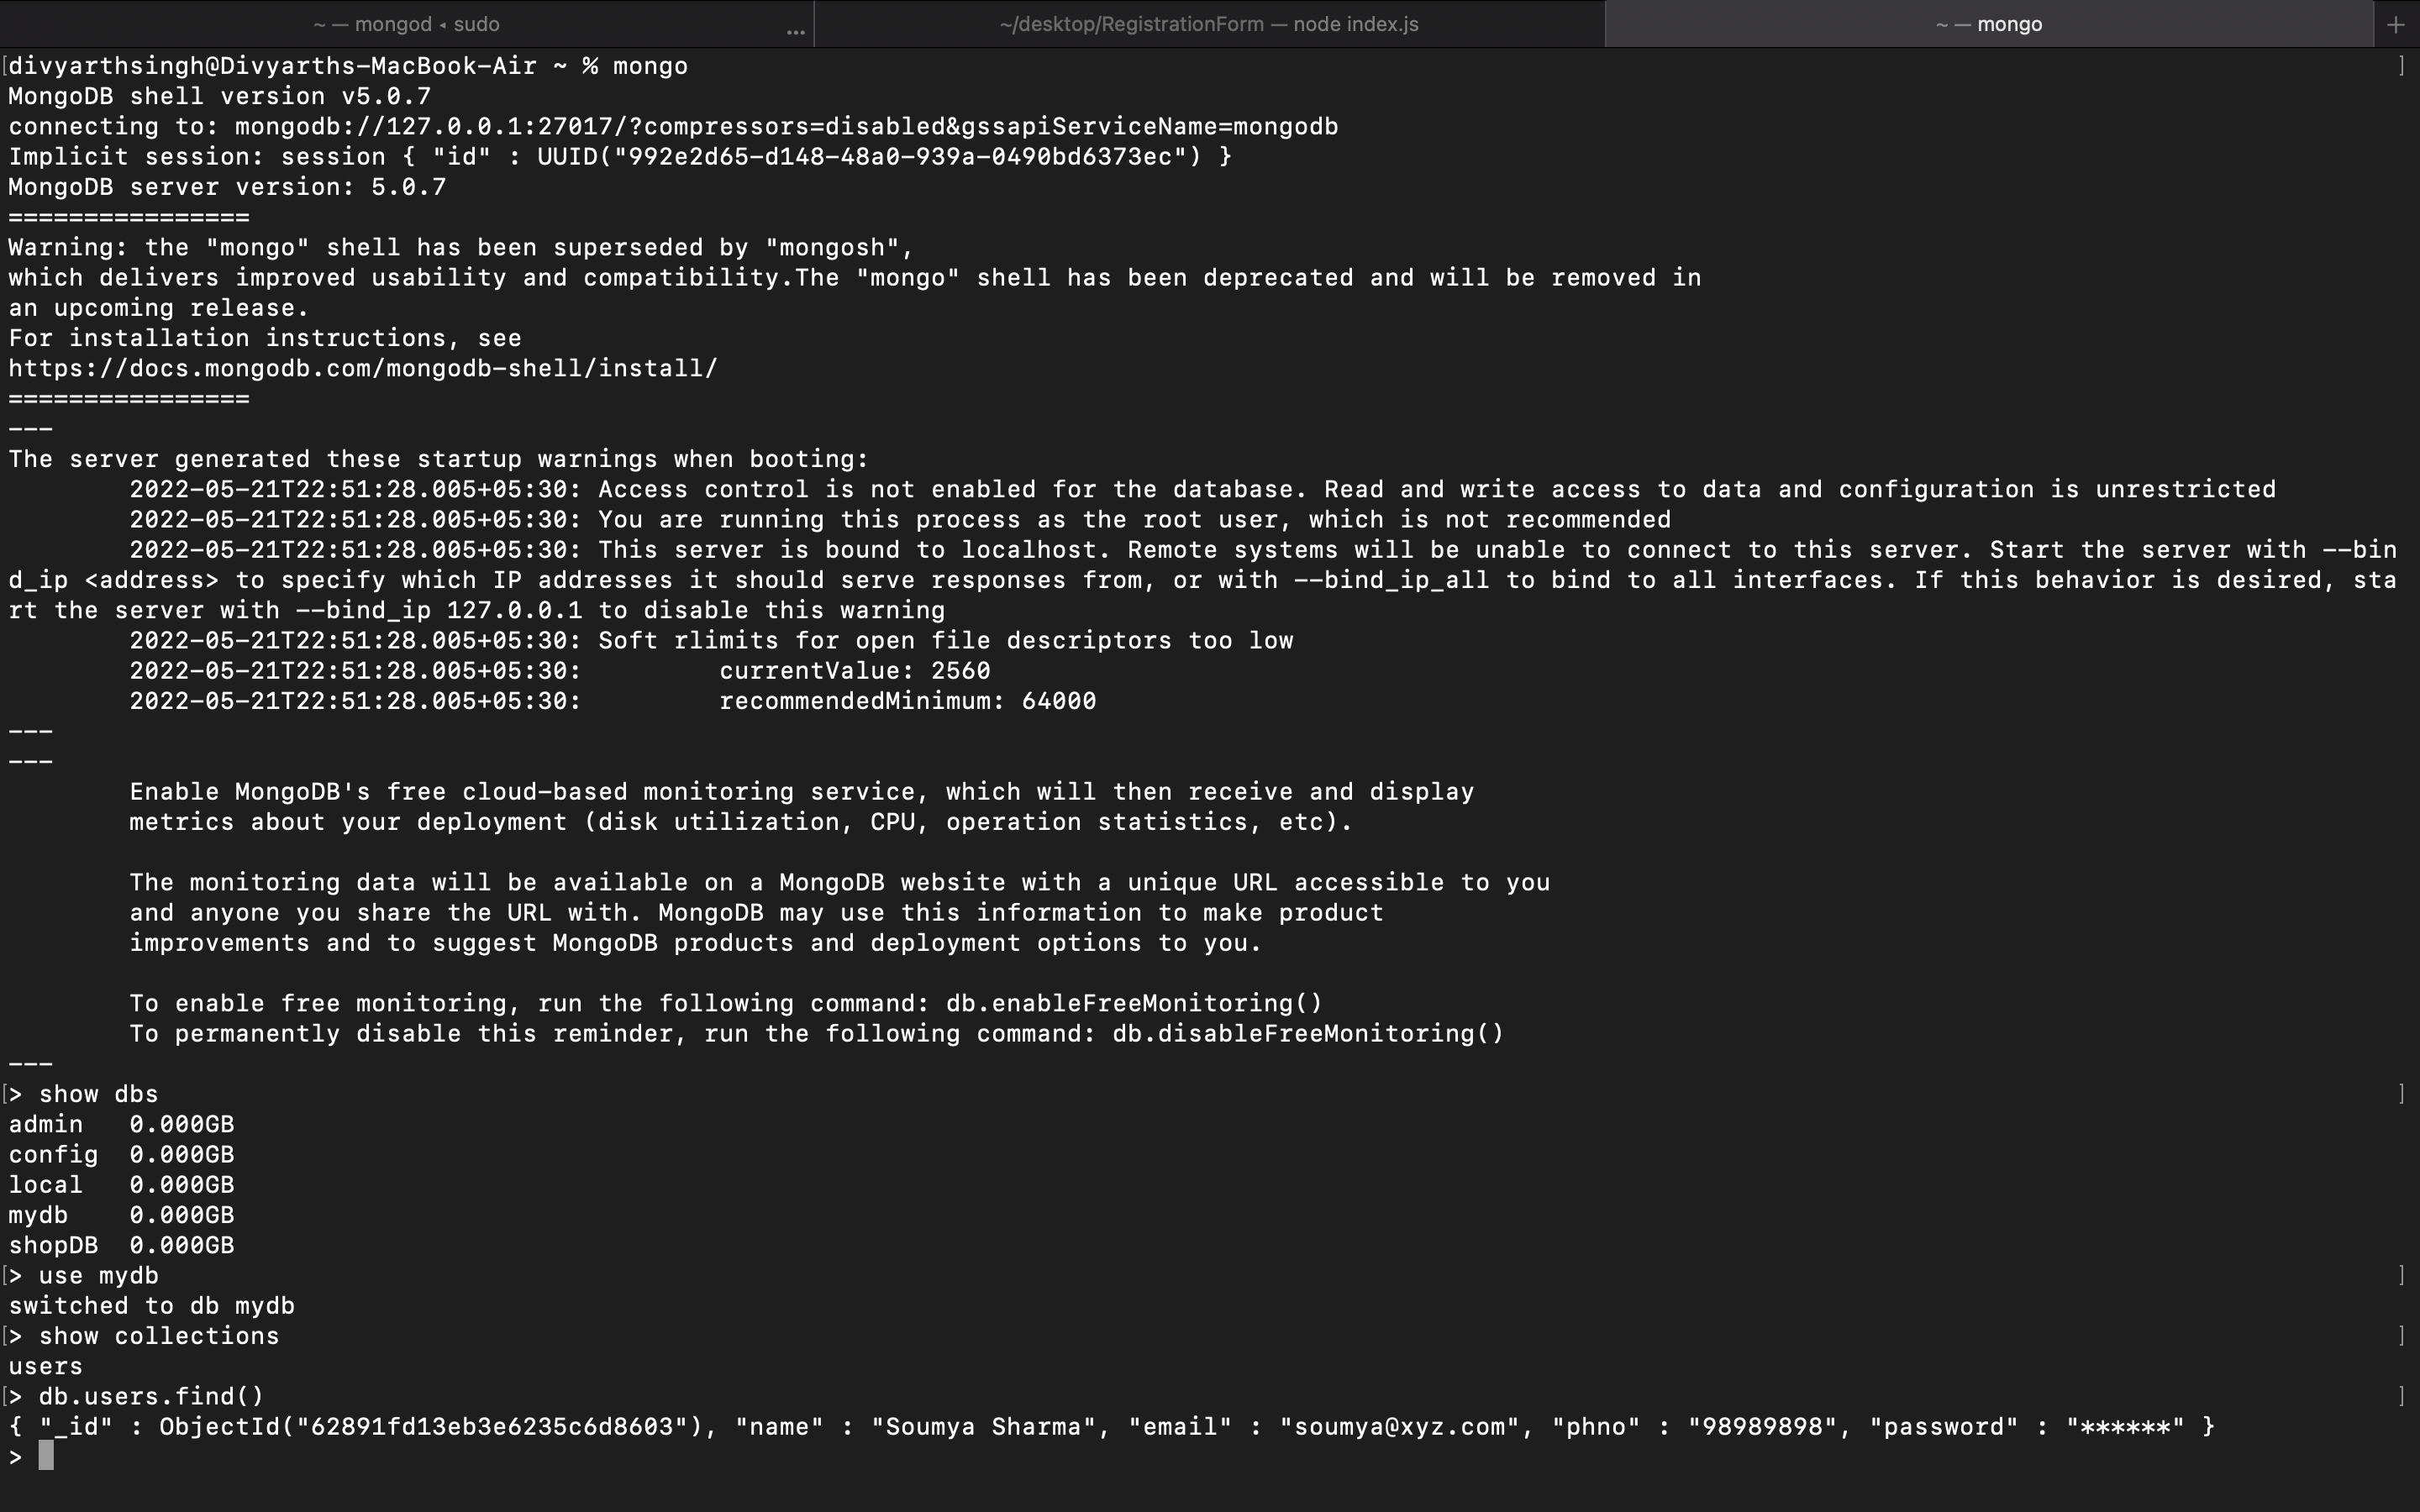 ~ — mongod ◂ sudo ... ~/desktop/RegistrationForm — node index.js ~ — mongo +
[divyarthsingh@Divyarths-MacBook-Air ~ % mongo ]
MongoDB shell version v5.0.7
connecting to: mongodb://127.0.0.1:27017/?compressors=disabled&gssapiServiceName=mongodb
Implicit session: session { "id" : UUID("992e2d65-d148-48a0-939a-0490bd6373ec") }
MongoDB server version: 5.0.7
================
Warning: the "mongo" shell has been superseded by "mongosh",
which delivers improved usability and compatibility.The "mongo" shell has been deprecated and will be removed in
an upcoming release.
For installation instructions, see
https://docs.mongodb.com/mongodb-shell/install/
================
---
The server generated these startup warnings when booting:
        2022-05-21T22:51:28.005+05:30: Access control is not enabled for the database. Read and write access to data and configuration is unrestricted
        2022-05-21T22:51:28.005+05:30: You are running this process as the root user, which is not recommended
        2022-05-21T22:51:28.005+05:30: This server is bound to localhost. Remote systems will be unable to connect to this server. Start the server with --bin
d_ip <address> to specify which IP addresses it should serve responses from, or with --bind_ip_all to bind to all interfaces. If this behavior is desired, sta
rt the server with --bind_ip 127.0.0.1 to disable this warning
        2022-05-21T22:51:28.005+05:30: Soft rlimits for open file descriptors too low
        2022-05-21T22:51:28.005+05:30:         currentValue: 2560
        2022-05-21T22:51:28.005+05:30:         recommendedMinimum: 64000
---
---
        Enable MongoDB's free cloud-based monitoring service, which will then receive and display
        metrics about your deployment (disk utilization, CPU, operation statistics, etc).

        The monitoring data will be available on a MongoDB website with a unique URL accessible to you
        and anyone you share the URL with. MongoDB may use this information to make product
        improvements and to suggest MongoDB products and deployment options to you.

        To enable free monitoring, run the following command: db.enableFreeMonitoring()
        To permanently disable this reminder, run the following command: db.disableFreeMonitoring()
---
[> show dbs ]
admin   0.000GB
config  0.000GB
local   0.000GB
mydb    0.000GB
shopDB  0.000GB
[> use mydb ]
switched to db mydb
[> show collections ]
users
[> db.users.find() ]
{ "_id" : ObjectId("62891fd13eb3e6235c6d8603"), "name" : "Soumya Sharma", "email" : "soumya@xyz.com", "phno" : "98989898", "password" : "******" }
>